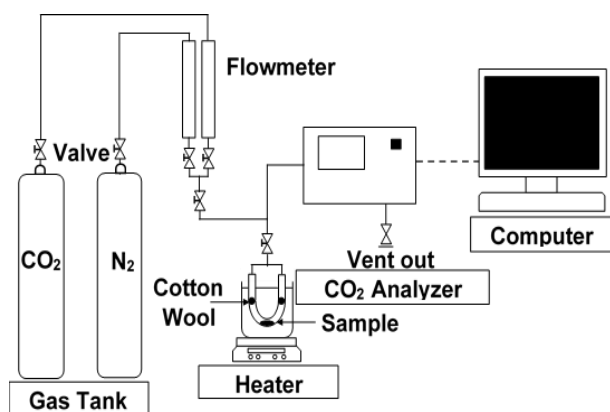 Flowmeter
Valve
CO₂
N₂
Computer
Vent out
CO₂ Analyzer
Cotton
Wool
Sample
Heater
Gas Tank